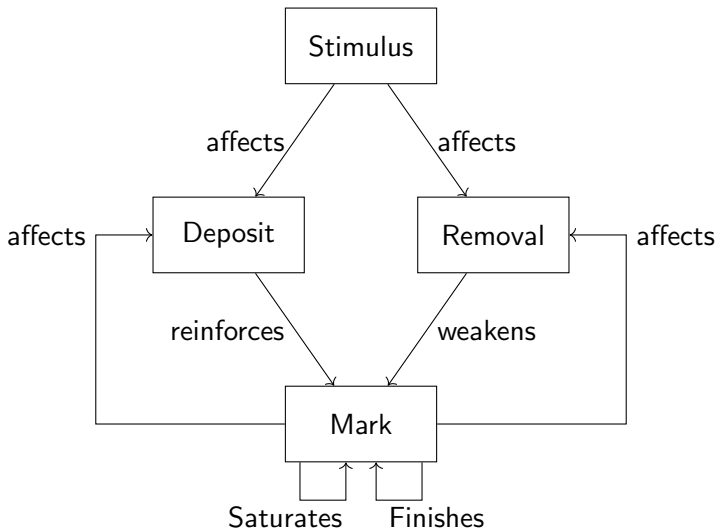 Stimulus
affects
affects
affects
Deposit
Removal
affects
reinforces
weakens
Mark
Saturates
Finishes